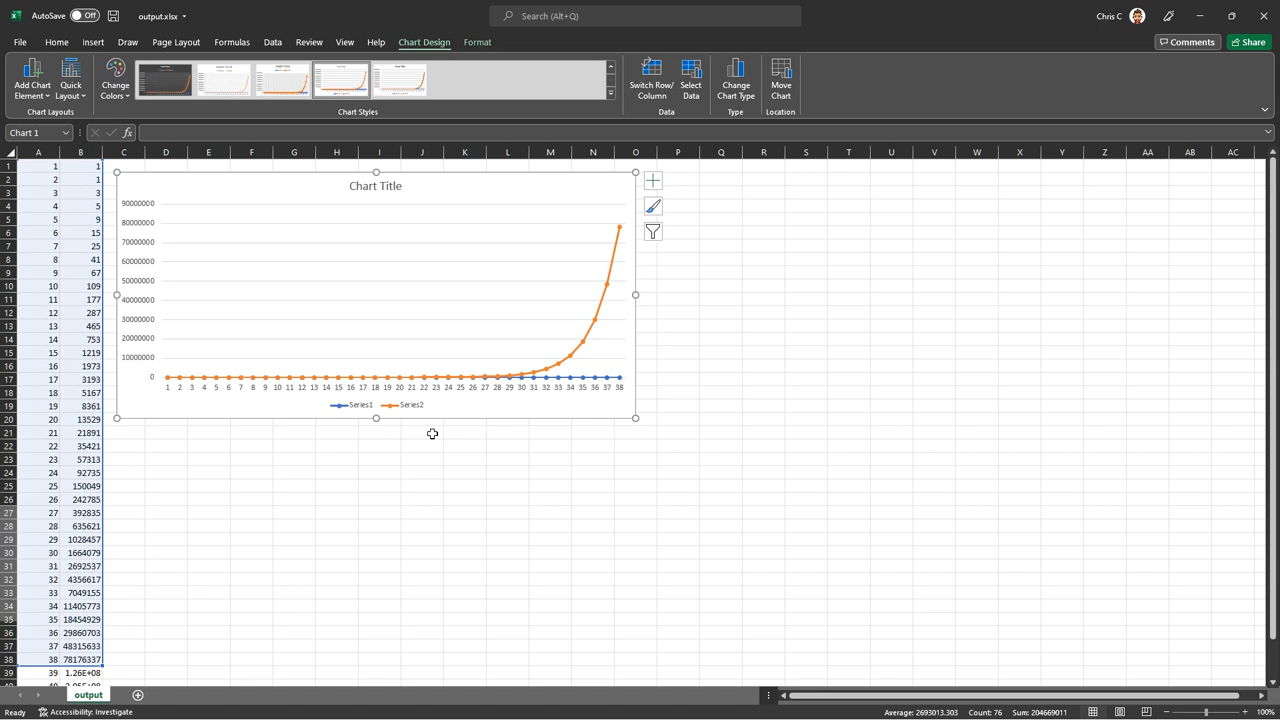 AutoSave Off output.xlsx Search (Alt+Q) Chris C
File Home Insert Draw Page Layout Formulas Data Review View Help Chart Design Format Comments Share
Add Chart Element Quick Layout Change Colors Switch Row/ Column Select Data Change Chart Type Move Chart
Chart Layouts Chart Styles Data Type Location
Chart 1 fx
A B C D E F G H I J K L M N O P Q R S T U V W X Y Z AA AB AC
1 1 1
2 2 1
3 3 3
4 4 5
5 5 9
6 6 15
7 7 25
8 8 41
9 9 67
10 10 109
11 11 177
12 12 287
13 13 465
14 14 753
15 15 1219
16 16 1973
17 17 3193
18 18 5167
19 19 8361
20 20 13529
21 21 21891
22 22 35421
23 23 57313
24 24 92735
25 25 150049
26 26 242785
27 27 392835
28 28 635621
29 29 1028457
30 30 1664079
31 31 2692537
32 32 4356617
33 33 7049155
34 34 11405773
35 35 18454929
36 36 29860703
37 37 48315633
38 38 78176337
39 39 1.26E+08
Chart Title
90000000
80000000
70000000
60000000
50000000
40000000
30000000
20000000
10000000
0
1 2 3 4 5 6 7 8 9 10 11 12 13 14 15 16 17 18 19 20 21 22 23 24 25 26 27 28 29 30 31 32 33 34 35 36 37 38
Series1 Series2
output
Ready Accessibility: Investigate Average: 2693013.303 Count: 76 Sum: 204669011 100%